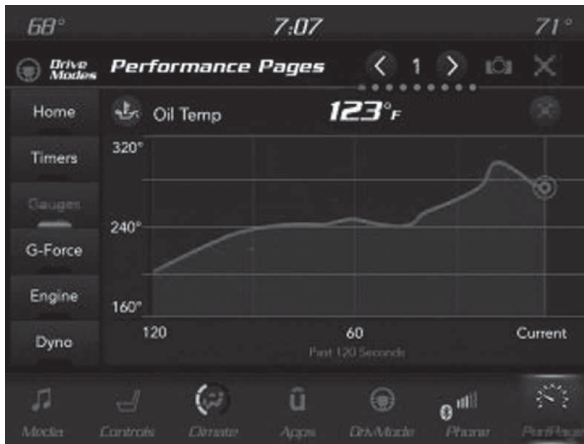 68° 7:07 71°
Drive Modes Performance Pages 1
Home
Oil Temp 123°F
Timers
320°
Gauges
240°
G-Force
Engine
160°
Dyno
120 60 Current
Past 120 Seconds
Media Controls Climate Apps DrivMode Phone PerfPages